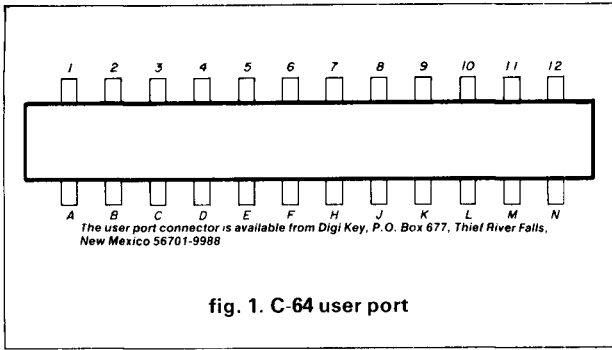 1 2 3 4 5 6 7 8 9 10 11 12
A B C D E F H J K L M N
The user port connector is available from Digi Key, P.O. Box 677, Thief River Falls,
New Mexico 56701-9988
fig. 1. C-64 user port